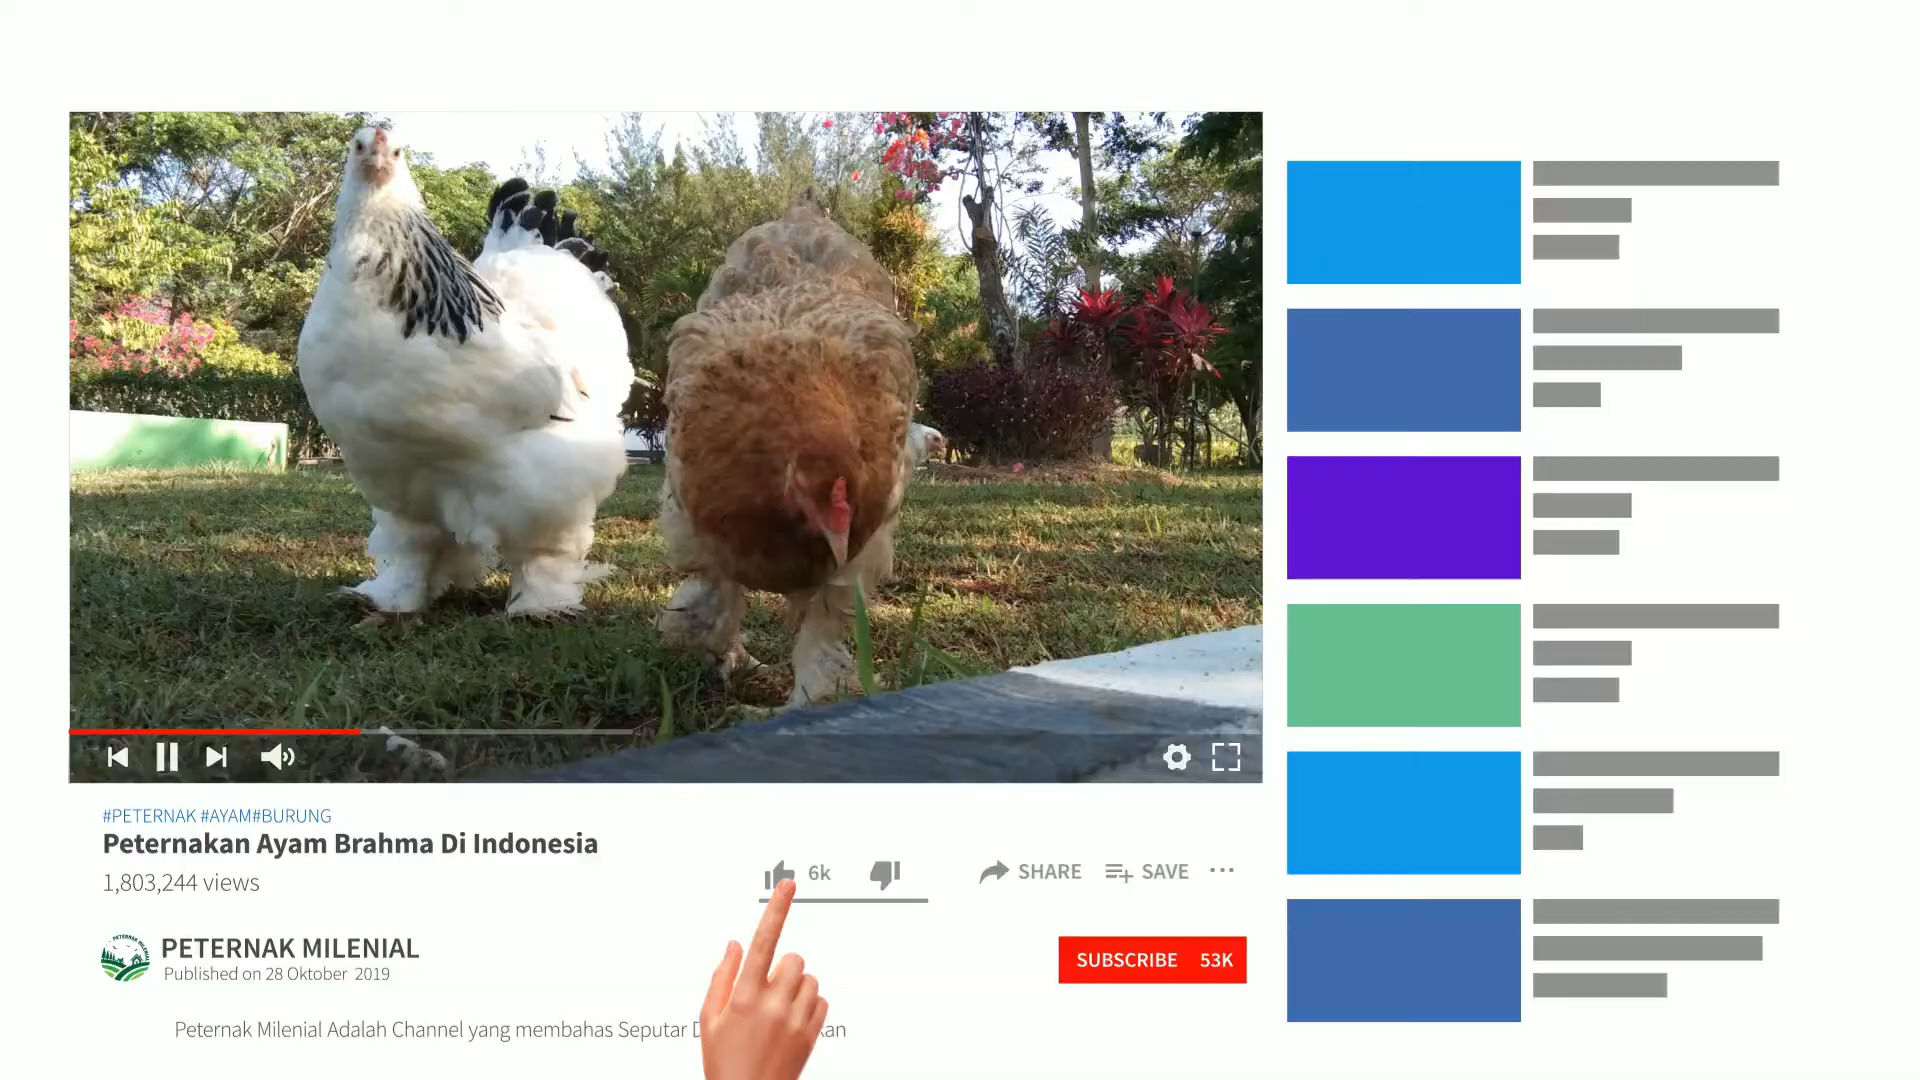 #PETERNAK #AYAM#BURUNG
Peternakan Ayam Brahma Di Indonesia
1,803,244 views
6k
SHARE
SAVE
PETERNAK MILENIAL
Published on 28 Oktober 2019
SUBSCRIBE 53K
Peternak Milenial Adalah Channel yang membahas Seputar